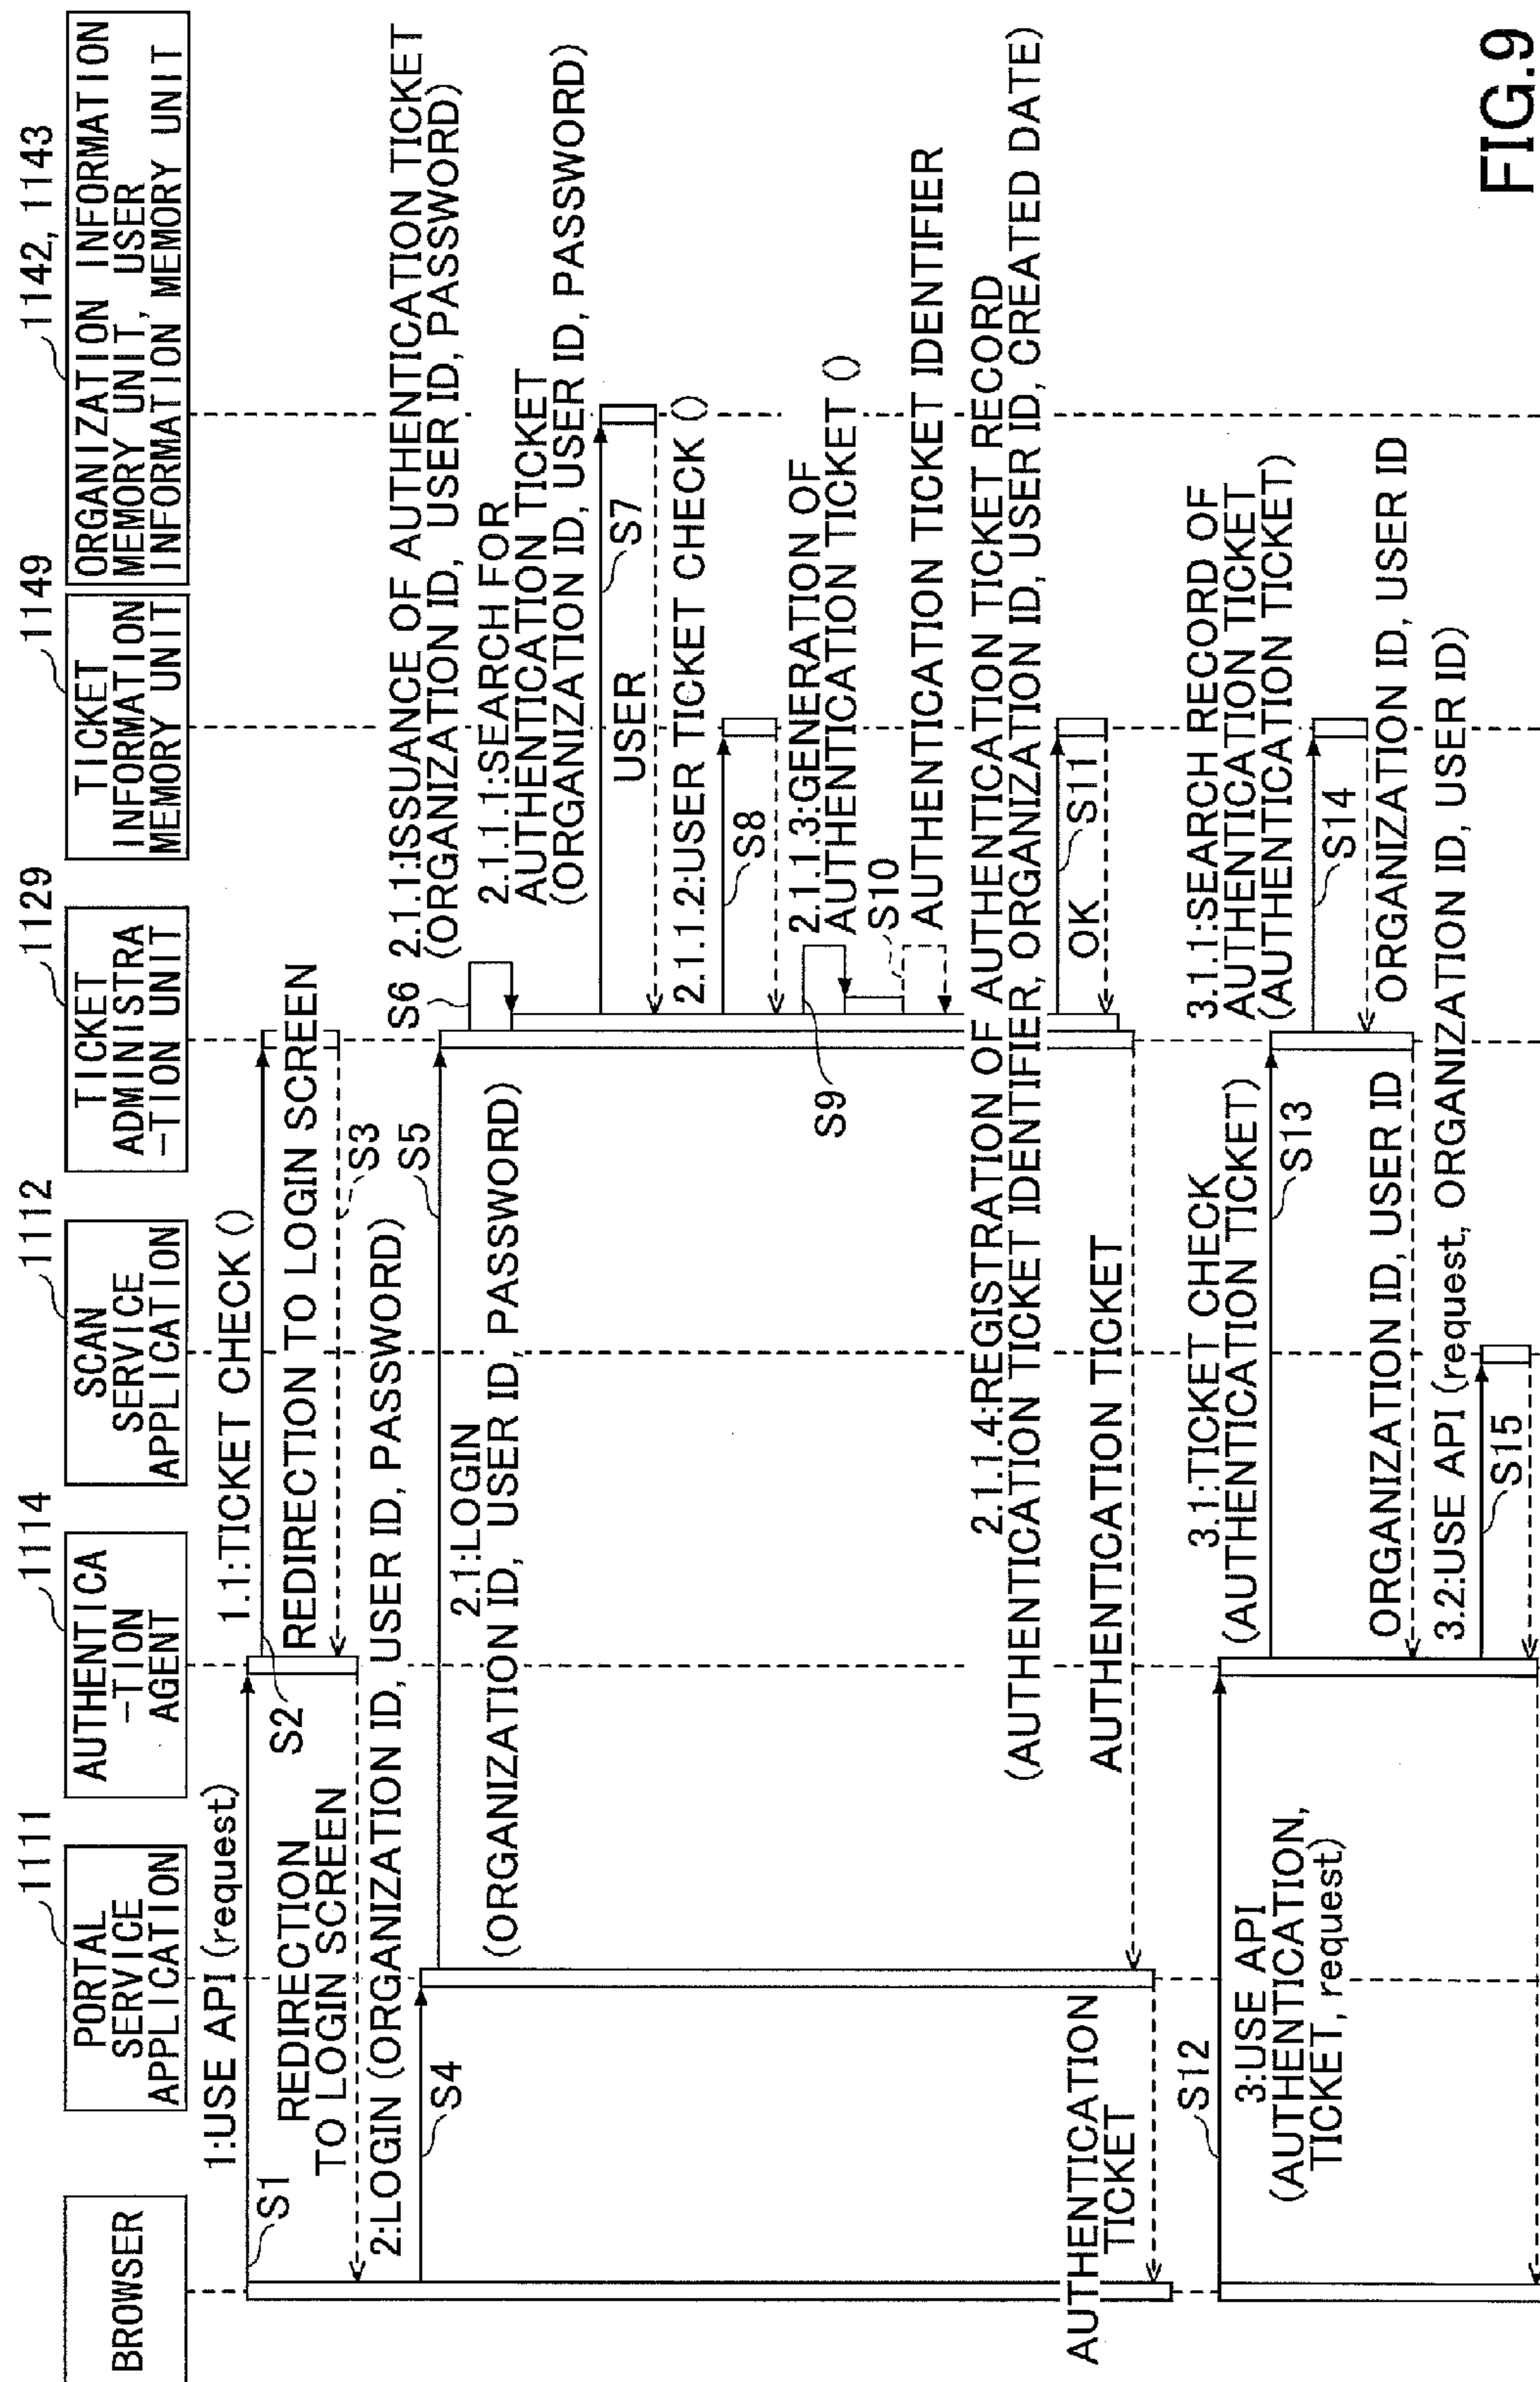 BROWSER
1111
PORTAL
SERVICE
APPLICATION
1114
AUTHENTICA
-TION
AGENT
1112
SCAN
SERVICE
APPLICATION
1129
TICKET
ADMINISTRA
-TION UNIT
1149
TICKET
INFORMATION
MEMORY UNIT
1142, 1143
ORGANIZATION INFORMATION
MEMORY UNIT, USER
INFORMATION MEMORY UNIT
1:USE API (request)
S1
1.1:TICKET CHECK ()
S2
REDIRECTION TO LOGIN SCREEN
S3
REDIRECTION
TO LOGIN SCREEN
2:LOGIN (ORGANIZATION ID, USER ID, PASSWORD)
S4
S5
2.1:LOGIN
(ORGANIZATION ID, USER ID, PASSWORD)
S6
2.1.1:ISSUANCE OF AUTHENTICATION TICKET
(ORGANIZATION ID, USER ID, PASSWORD)
2.1.1.1:SEARCH FOR
AUTHENTICATION TICKET
(ORGANIZATION ID, USER ID, PASSWORD)
S7
USER
2.1.1.2:USER TICKET CHECK ()
S8
2.1.1.3:GENERATION OF
AUTHENTICATION TICKET ()
S9
S10
AUTHENTICATION TICKET IDENTIFIER
2.1.1.4:REGISTRATION OF AUTHENTICATION TICKET RECORD
(AUTHENTICATION TICKET IDENTIFIER, ORGANIZATION ID, USER ID, CREATED DATE)
S11
OK
AUTHENTICATION TICKET
AUTHENTICATION
TICKET
S12
3:USE API
(AUTHENTICATION,
TICKET, request)
3.1:TICKET CHECK
(AUTHENTICATION TICKET)
S13
3.1.1:SEARCH RECORD OF
AUTHENTICATION TICKET
(AUTHENTICATION TICKET)
S14
ORGANIZATION ID, USER ID
ORGANIZATION ID, USER ID
3.2:USE API (request, ORGANIZATION ID, USER ID)
S15
FIG.9